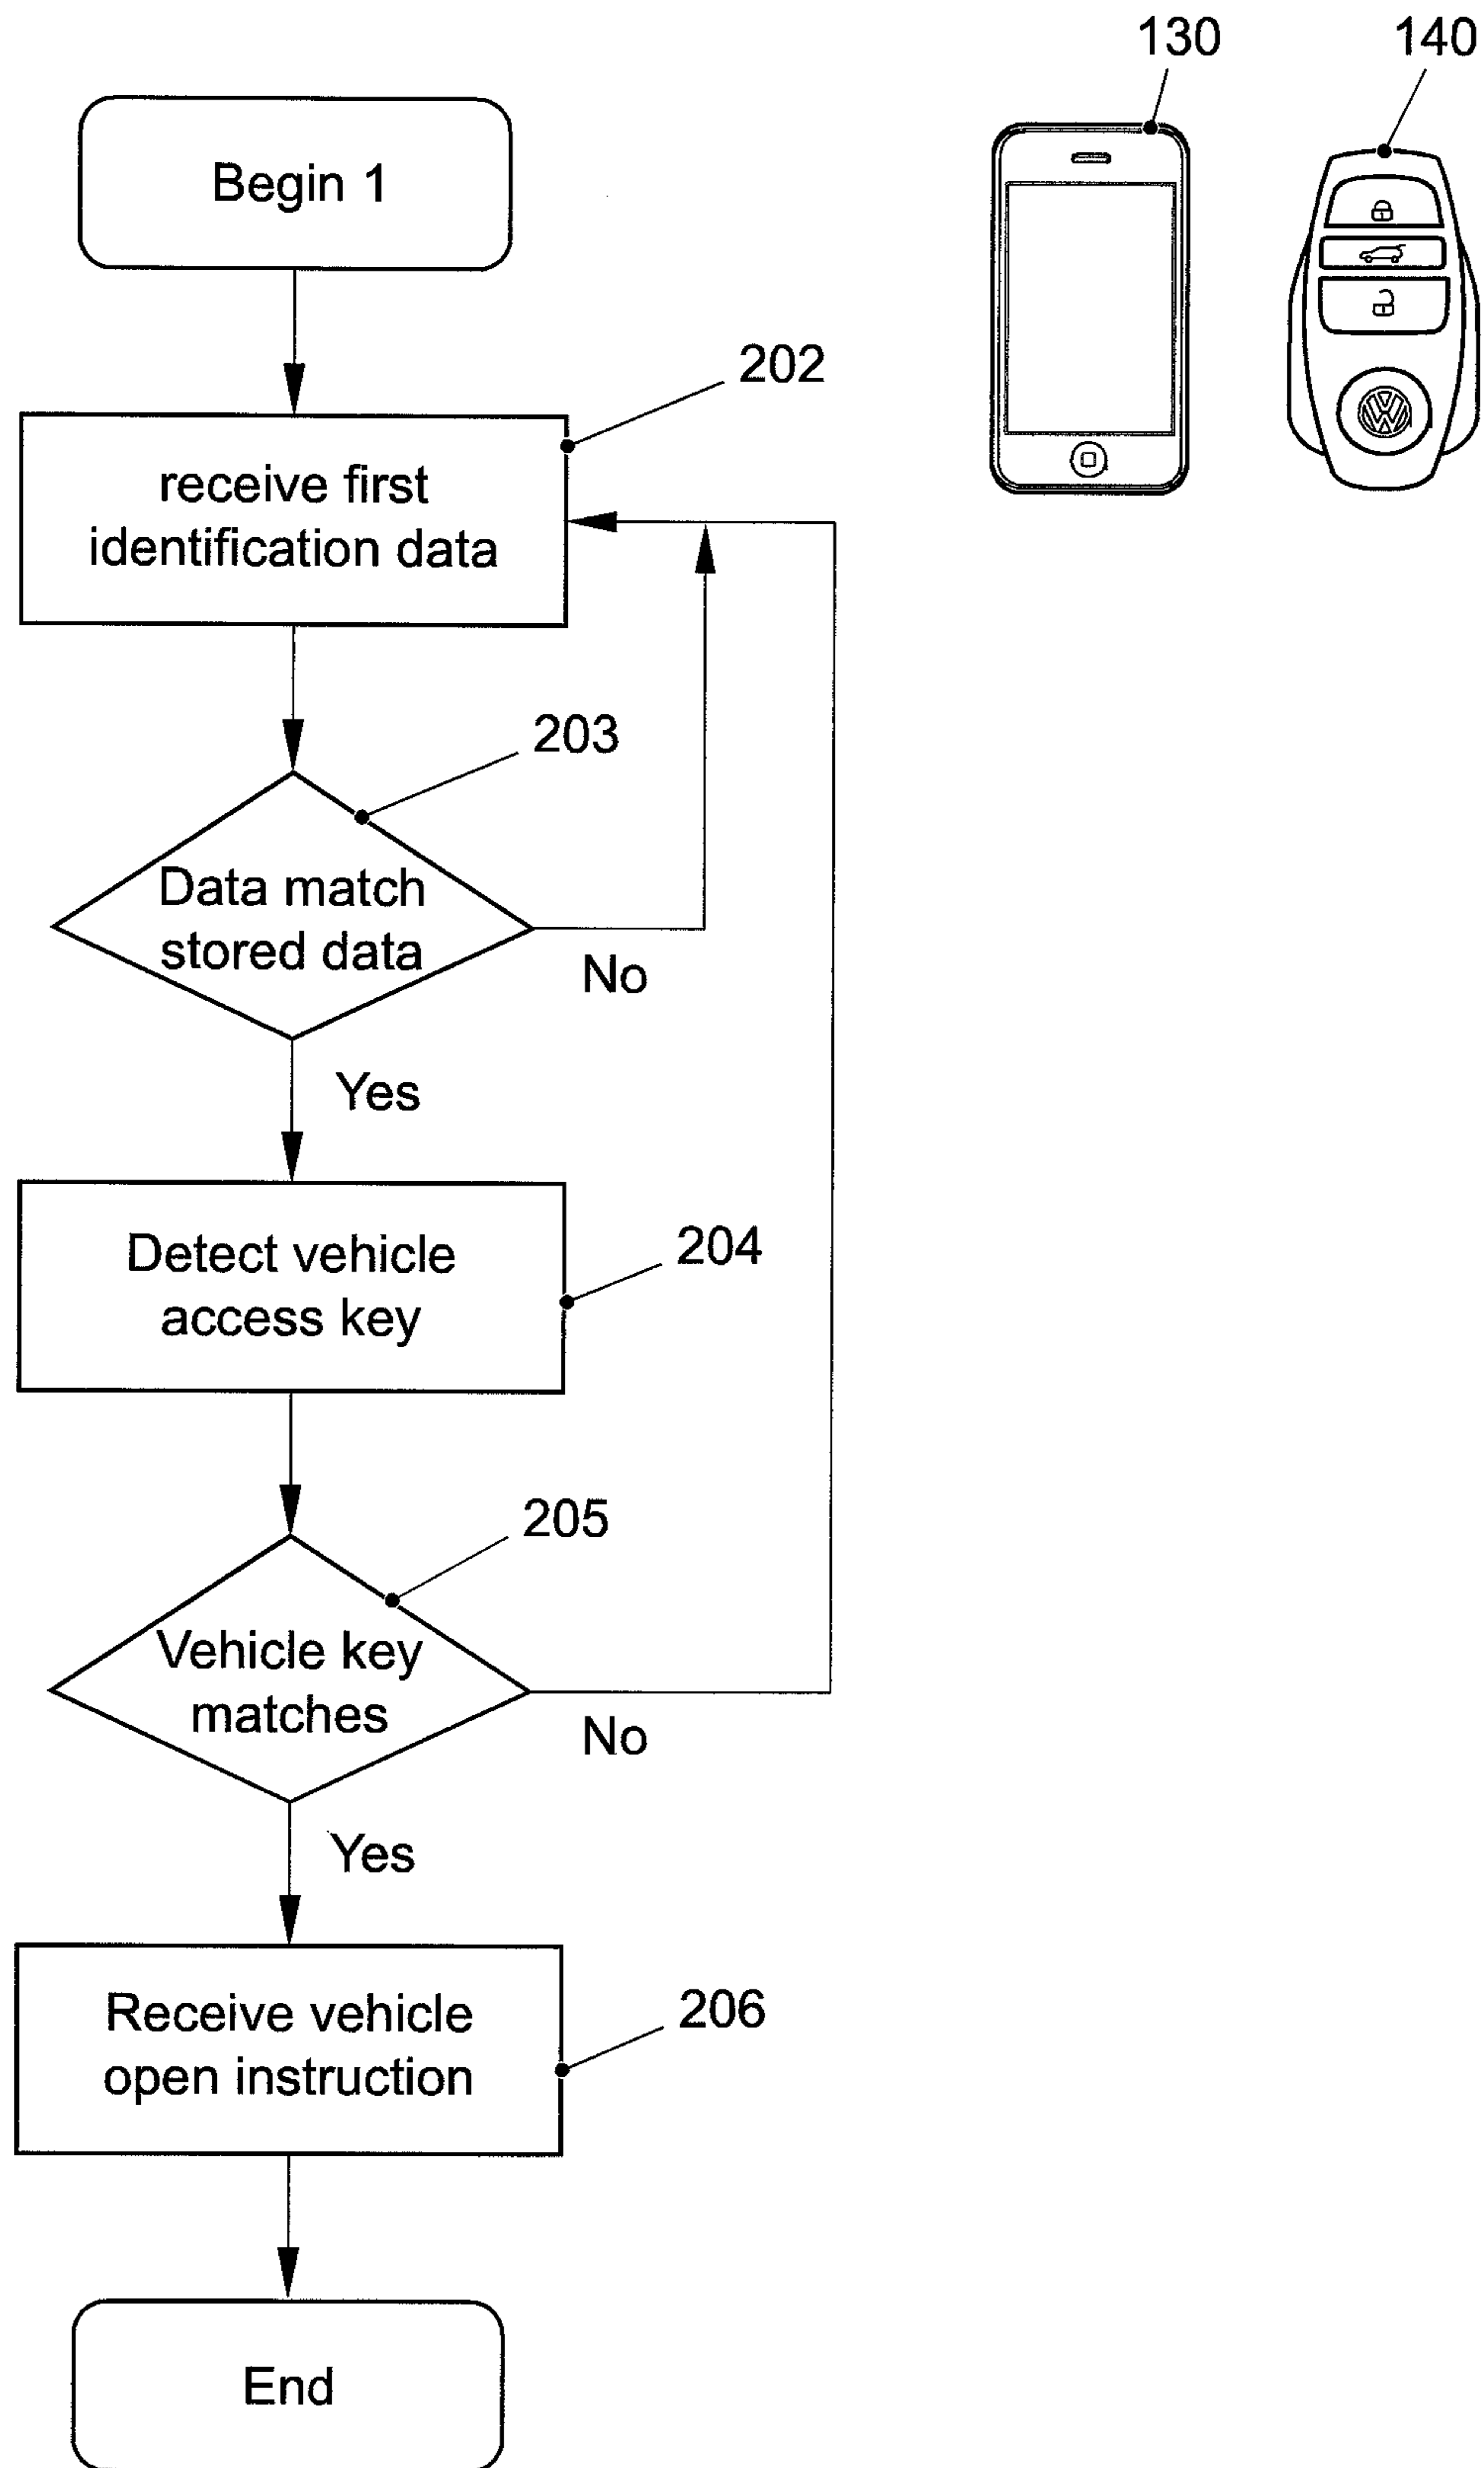 130
140
Begin 1
202
receive first
identification data
203
Data match
stored data
No
Yes
Detect vehicle
access key
204
205
Vehicle key
matches
No
Yes
Receive vehicle
open instruction
206
End
VW